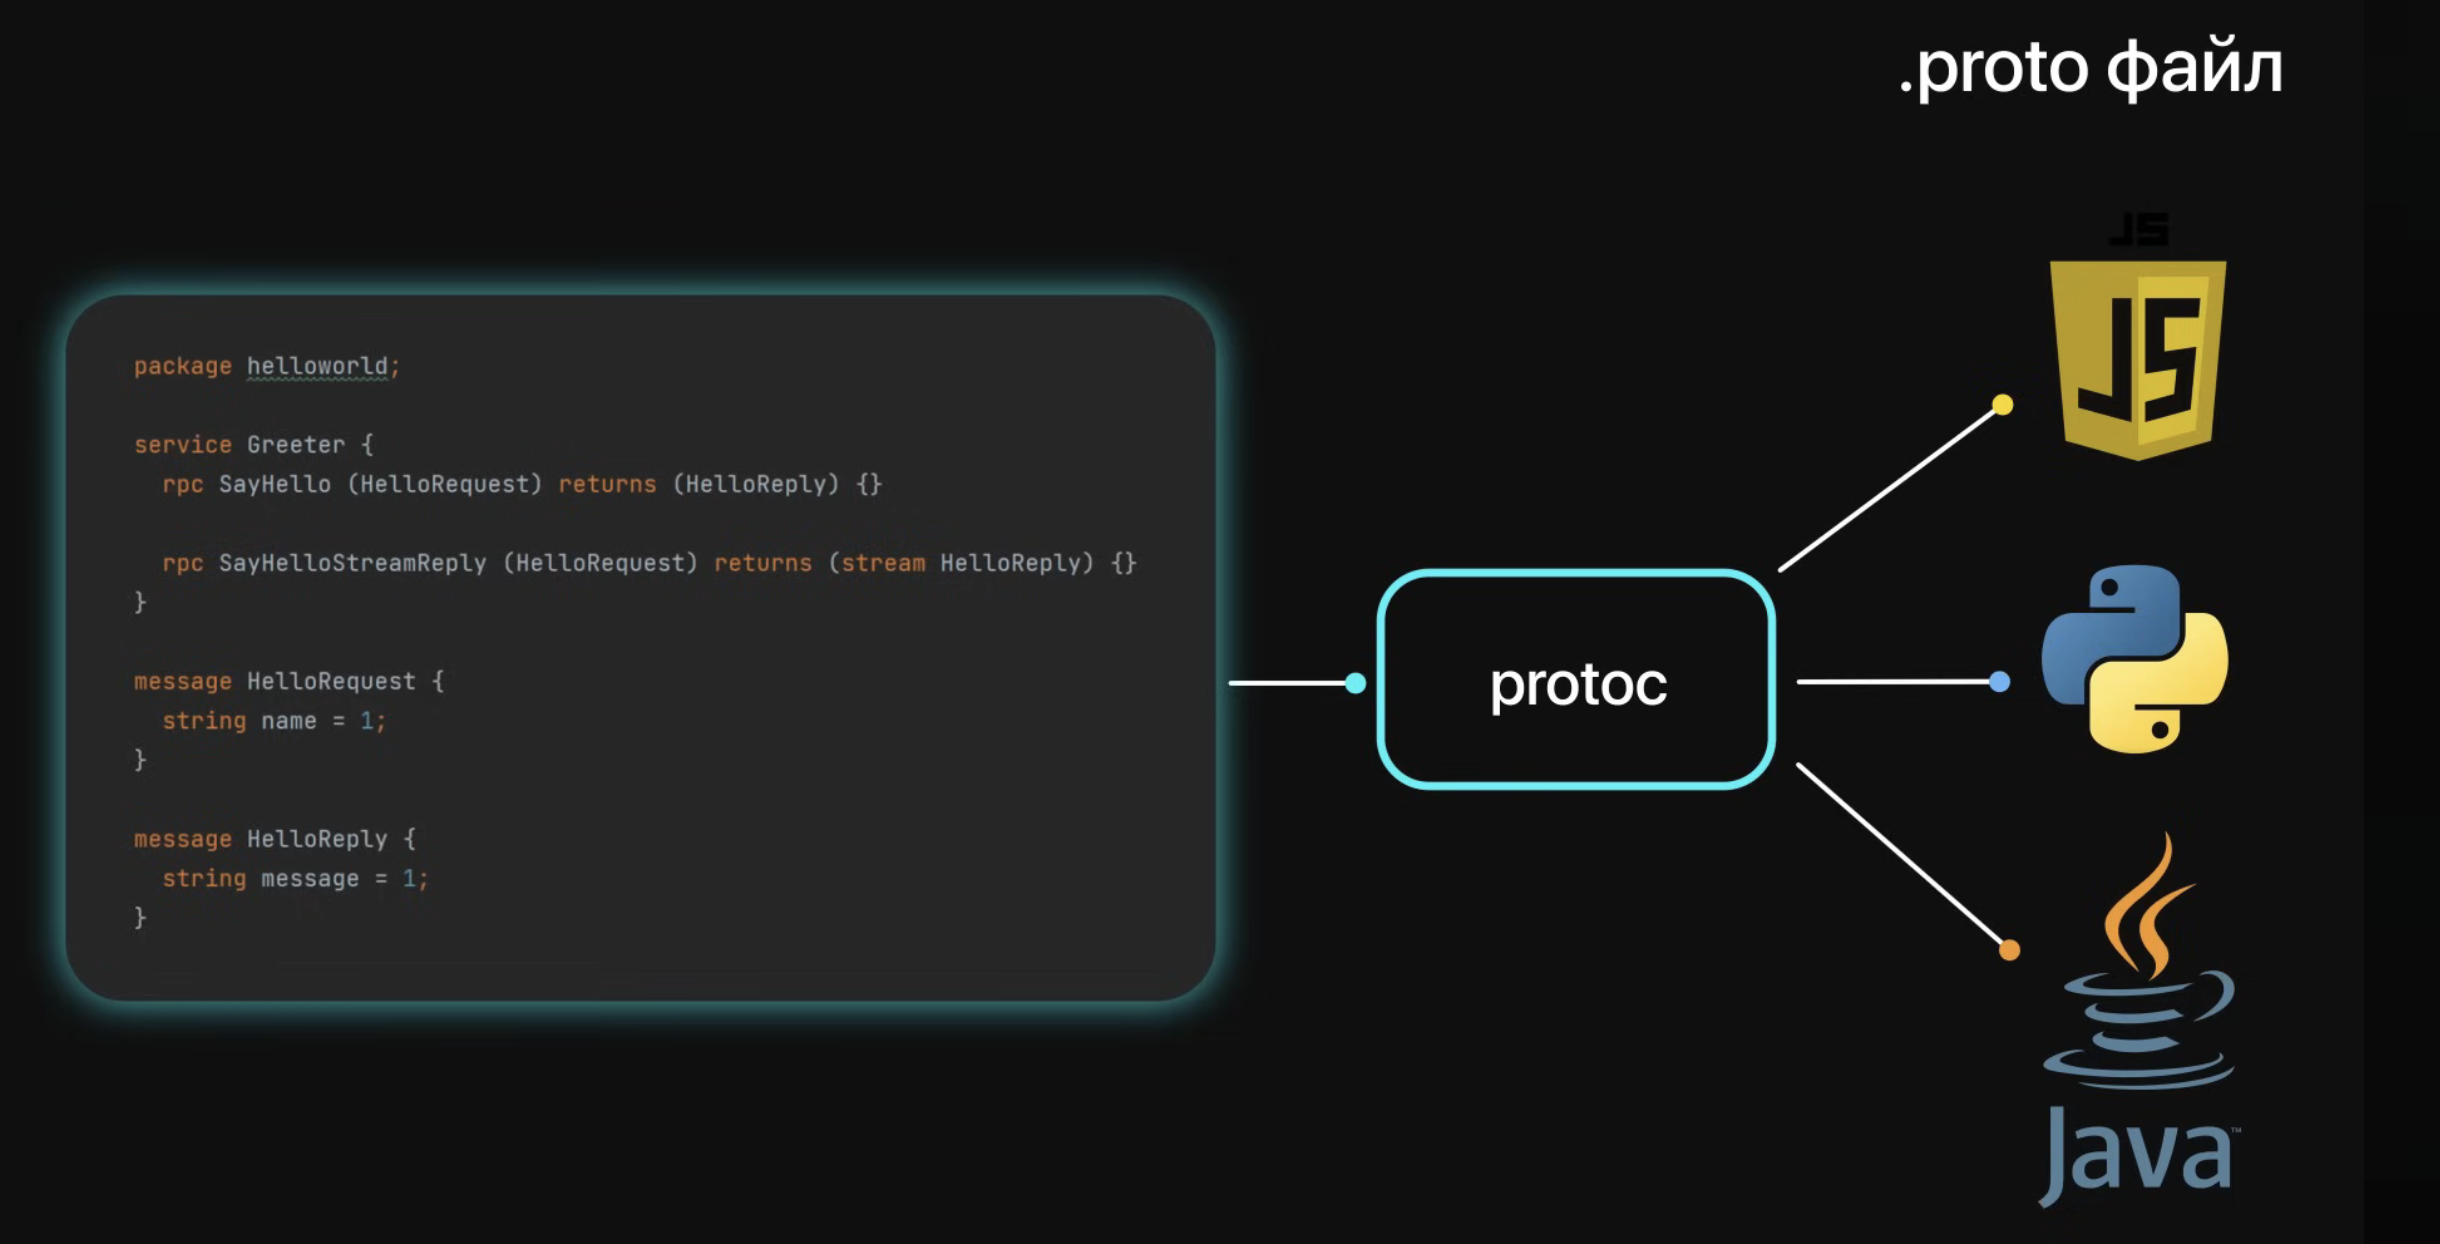 .proto файл
package helloworld;
service Greeter {
  rpc SayHello (HelloRequest) returns (HelloReply) {}
  rpc SayHelloStreamReply (HelloRequest) returns (stream HelloReply) {}
}
message HelloRequest {
  string name = 1;
}
message HelloReply {
  string message = 1;
}
protoc
JS
JS
Java™